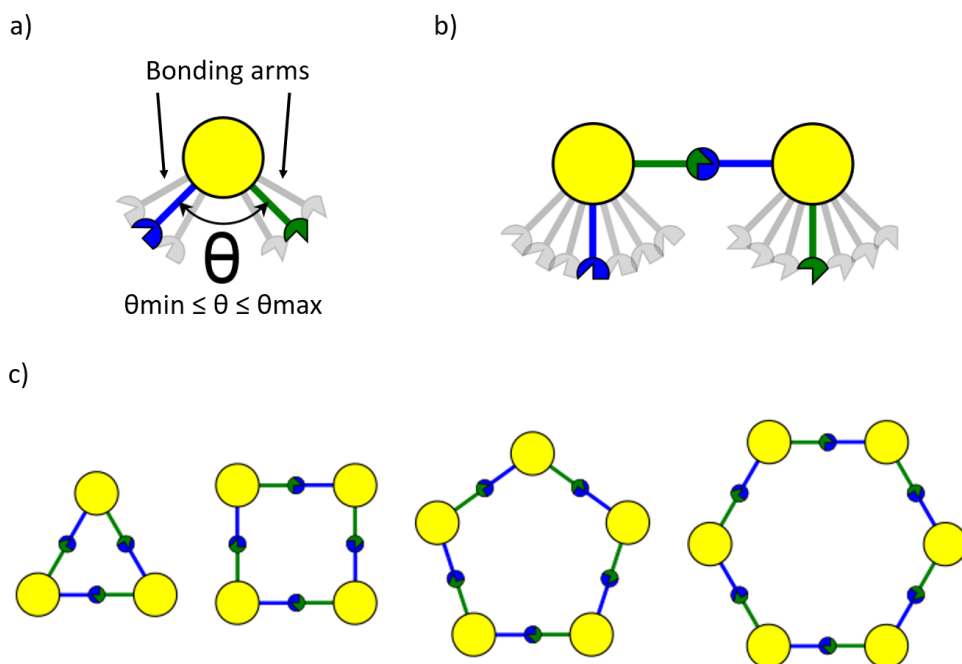 a)
Bonding arms
θ
θmin ≤ θ ≤ θmax
b)
c)